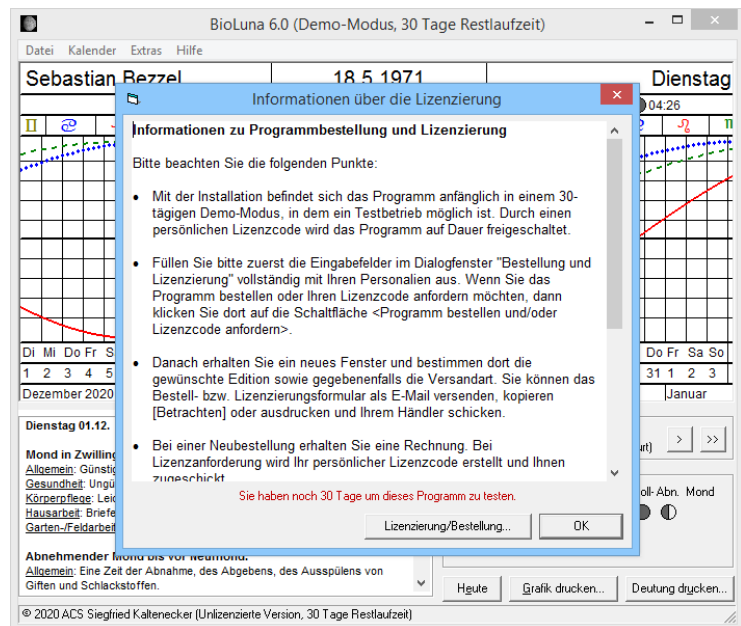 BioLuna 6.0 (Demo-Modus, 30 Tage Restlaufzeit)
Datei Kalender Extras Hilfe
Sebastian Bezzel 18.5.1971 Dienstag
04:26
Informationen über die Lizenzierung
Informationen zu Programmbestellung und Lizenzierung
Bitte beachten Sie die folgenden Punkte:
• Mit der Installation befindet sich das Programm anfänglich in einem 30-
tägigen Demo-Modus, in dem ein Testbetrieb möglich ist. Durch einen
persönlichen Lizenzcode wird das Programm auf Dauer freigeschaltet.
• Füllen Sie bitte zuerst die Eingabefelder im Dialogfenster "Bestellung und
Lizenzierung" vollständig mit Ihren Personalien aus. Wenn Sie das
Programm bestellen oder Ihren Lizenzcode anfordern möchten, dann
klicken Sie dort auf die Schaltfläche <Programm bestellen und/oder
Lizenzcode anfordern>.
• Danach erhalten Sie ein neues Fenster und bestimmen dort die
gewünschte Edition sowie gegebenenfalls die Versandart. Sie können das
Bestell- bzw. Lizenzierungsformular als E-Mail versenden, kopieren
[Betrachten] oder ausdrucken und Ihrem Händler schicken.
• Bei einer Neubestellung erhalten Sie eine Rechnung. Bei
Lizenzanforderung wird Ihr persönlicher Lizenzcode erstellt und Ihnen
zugeschickt
Sie haben noch 30 Tage um dieses Programm zu testen.
Lizenzierung/Bestellung... OK
Di Mi Do Fr S Do Fr Sa So
1 2 3 4 5 31 1 2 3
Dezember 2020 Januar
Dienstag 01.12.
Mond in Zwilling
Allgemein: Günstig
Gesundheit: Ungü
Körperpflege: Leic
Hausarbeit: Briefe
Garten-/Feldarbeit
Abnehmender Mond bis vor Neumond.
Allgemein: Eine Zeit der Abnahme, des Abgebens, des Ausspülens von
Giften und Schlackstoffen.
urt) > >>
oll- Abn. Mond
Heute Grafik drucken... Deutung drucken...
© 2020 ACS Siegfried Kaltenecker (Unlizenzierte Version, 30 Tage Restlaufzeit)